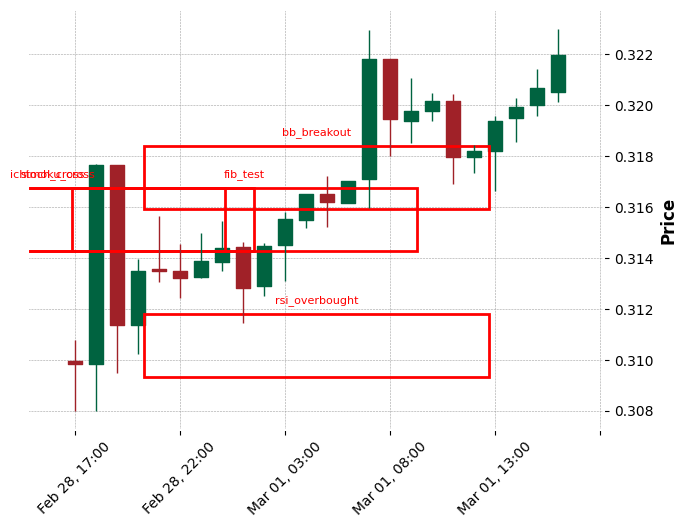 bb_breakout
fib_test
rsi_overbought
0.322
0.320
0.318
0.316
0.314
0.312
0.310
0.308
Price
Feb 28, 17:00
Feb 28, 22:00
Mar 01, 03:00
Mar 01, 08:00
Mar 01, 13:00